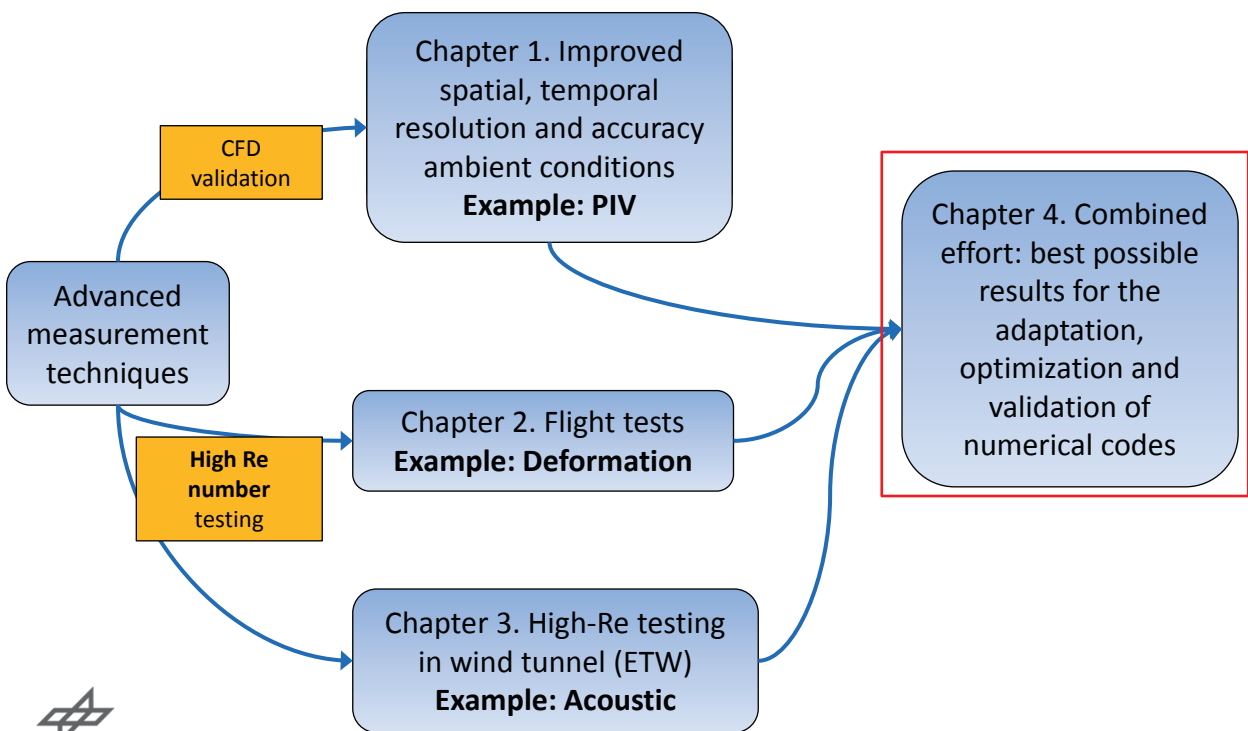 Chapter 1. Improved
spatial, temporal
resolution and accuracy
ambient conditions
Example: PIV
CFD
validation
Advanced
measurement
techniques
Chapter 2. Flight tests
Example: Deformation
High Re
number
testing
Chapter 3. High-Re testing
in wind tunnel (ETW)
Example: Acoustic
Chapter 4. Combined
effort: best possible
results for the
adaptation,
optimization and
validation of
numerical codes